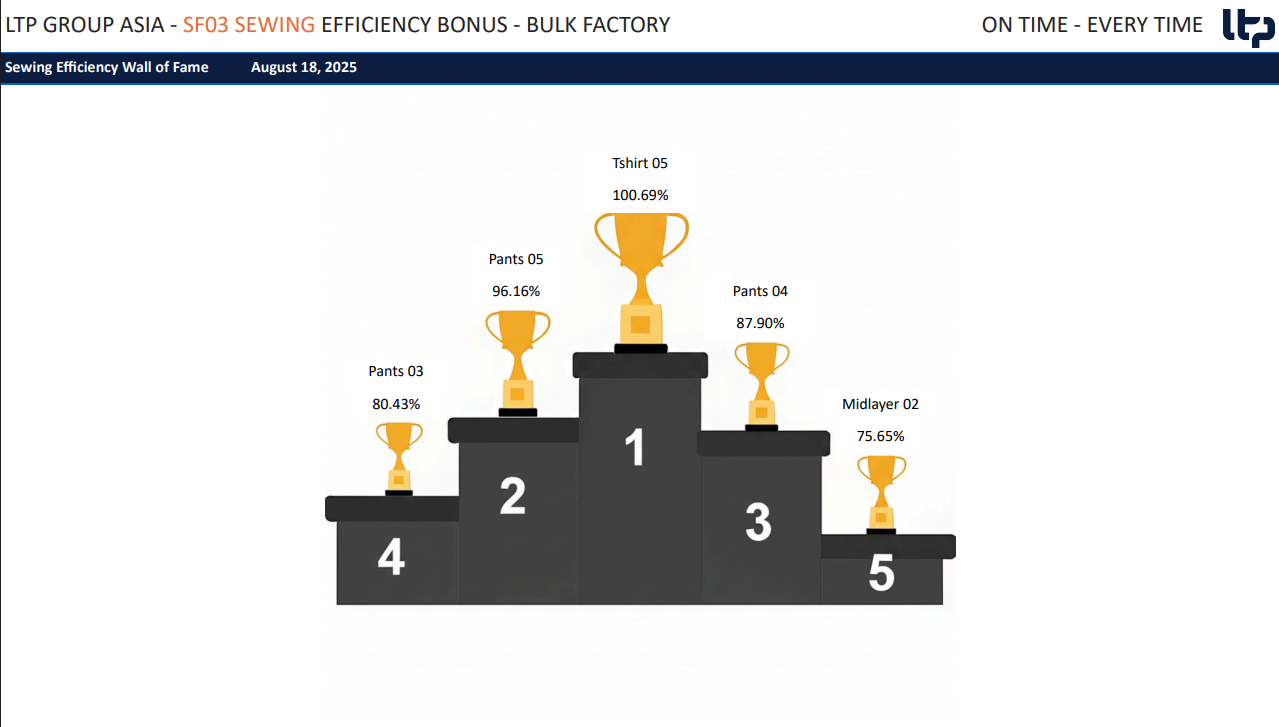 LTP GROUP ASIA - SF03 SEWING EFFICIENCY BONUS - BULK FACTORY
ON TIME - EVERY TIME
ltp
Sewing Efficiency Wall of Fame August 18, 2025
Tshirt 05
100.69%
Pants 05
96.16%
Pants 04
87.90%
Pants 03
80.43%
Midlayer 02
75.65%
1
2
3
4
5